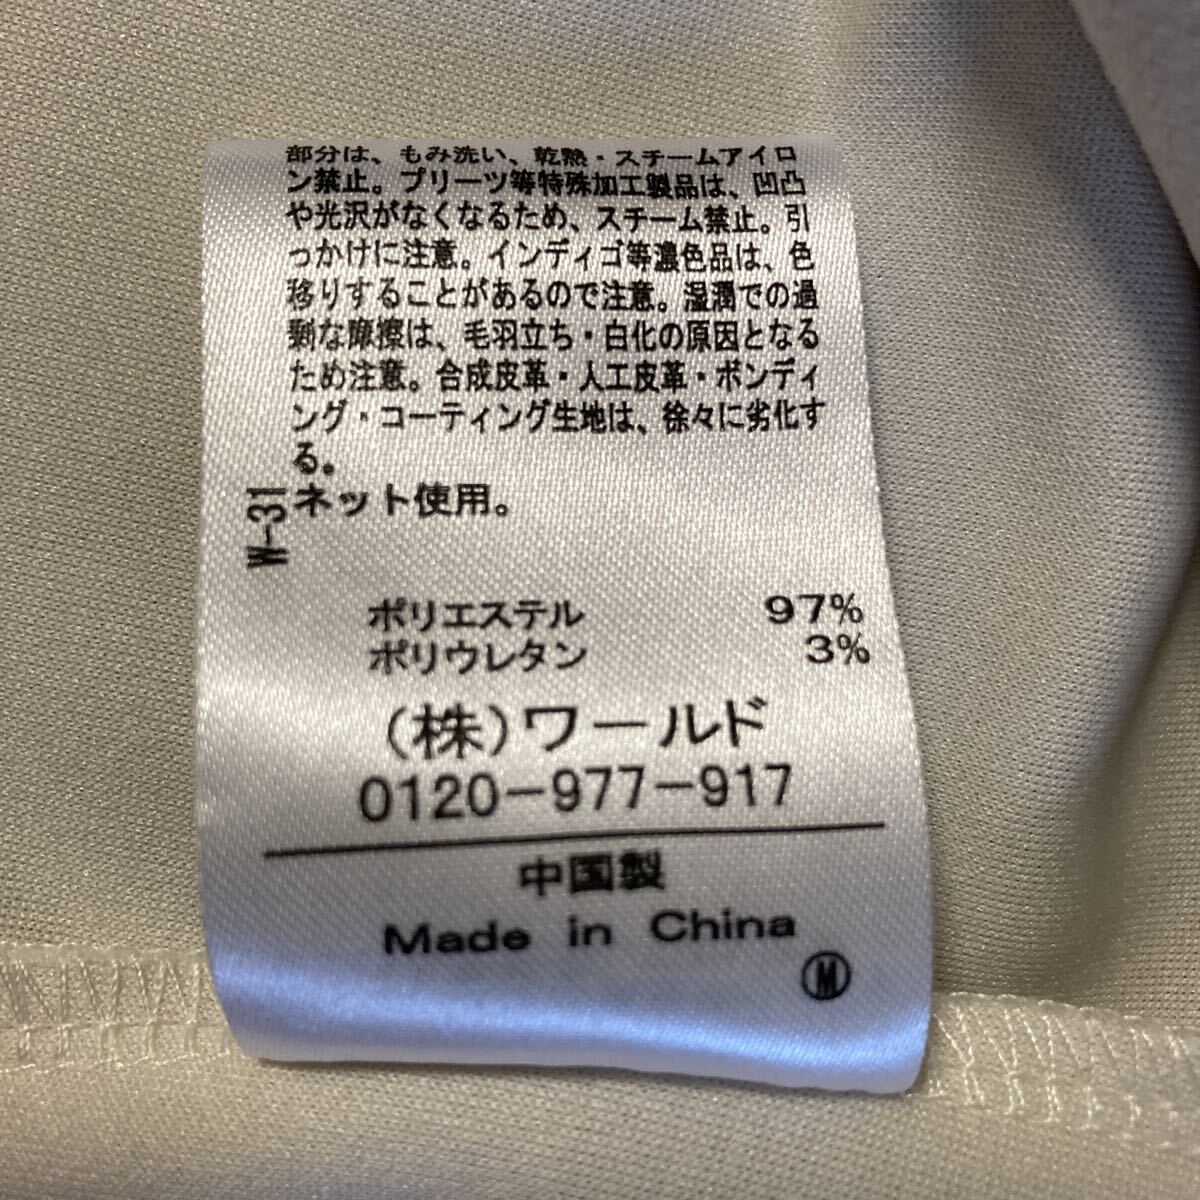 部分は、もみ洗い、乾熱・スチームアイロ
ン禁止。プリーツ等特殊加工製品は、凹凸
や光沢がなくなるため、スチーム禁止。引
っかけに注意。インディゴ等濃色品は、色
移りすることがあるので注意。湿潤での過
剰な摩擦は、毛羽立ち・白化の原因となる
ため注意。合成皮革・人工皮革・ボンディ
ング・コーティング生地は、徐々に劣化す
る。
ネット使用。
W-31
ポリエステル 97%
ポリウレタン 3%
(株)ワールド
0120-977-917
中国製
Made in China
Ⓜ